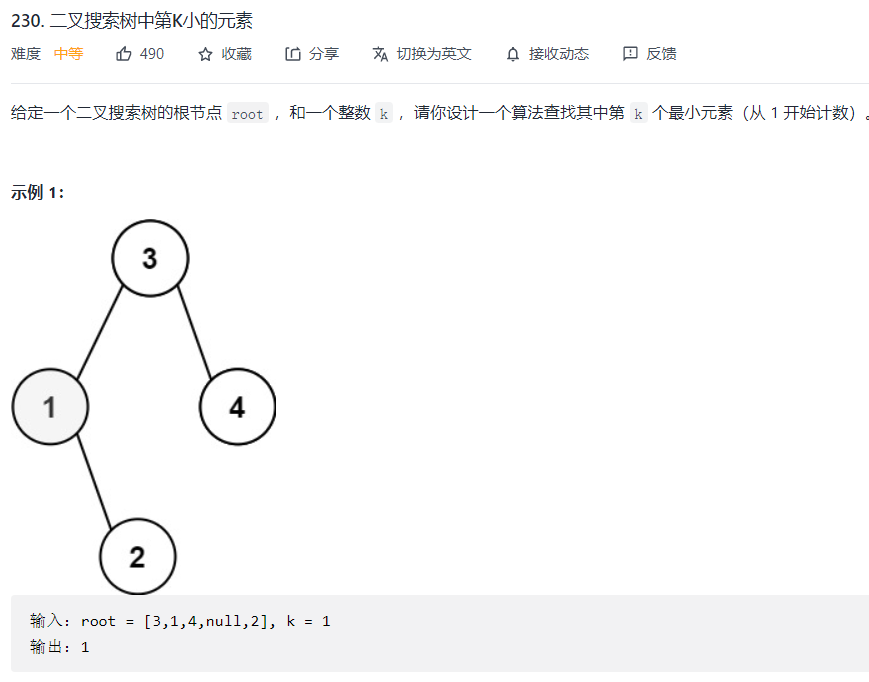 230. 二叉搜索树中第K小的元素
难度 中等 490 收藏 分享 切换为英文 接收动态 反馈
给定一个二叉搜索树的根节点 root ，和一个整数 k ，请你设计一个算法查找其中第 k 个最小元素（从 1 开始计数）。
示例 1：
3
1 4
2
输入：root = [3,1,4,null,2], k = 1
输出：1